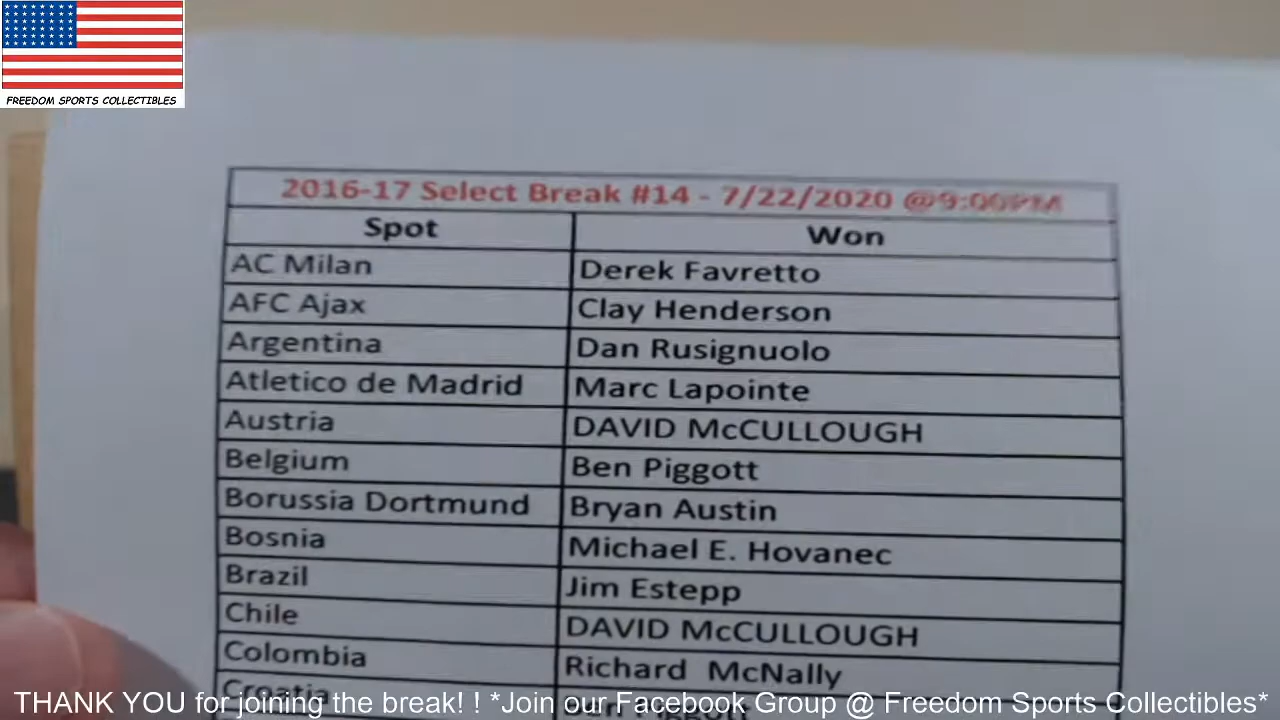 FREEDOM SPORTS COLLECTIBLES
2016-17 Select Break #14 - 7/22/2020 @9:00PM
Spot Won
AC Milan Derek Favretto
AFC Ajax Clay Henderson
Argentina Dan Rusignuolo
Atletico de Madrid Marc Lapointe
Austria DAVID McCULLOUGH
Belgium Ben Piggott
Borussia Dortmund Bryan Austin
Bosnia Michael E. Hovanec
Brazil Jim Estepp
Chile DAVID McCULLOUGH
Colombia Richard McNally
Croatia Ben Piggott
THANK YOU for joining the break! ! *Join our Facebook Group @ Freedom Sports Collectibles*